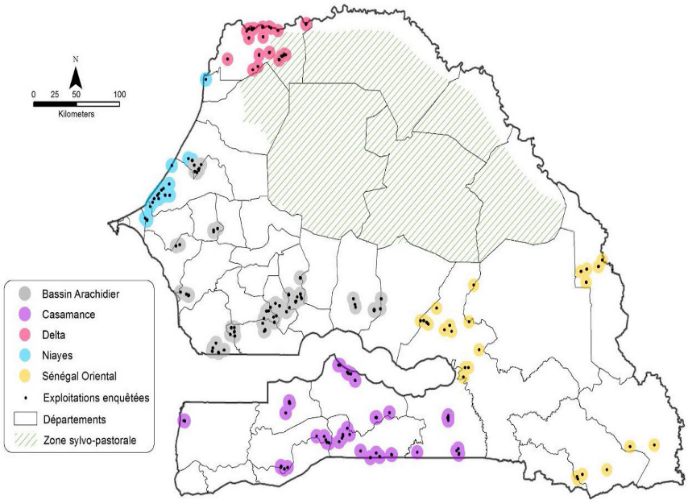 N
0 25 50 100
Kilometers
Bassin Arachidier
Casamance
Delta
Niayes
Sénégal Oriental
Exploitations enquêtées
Départements
Zone sylvo-pastorale